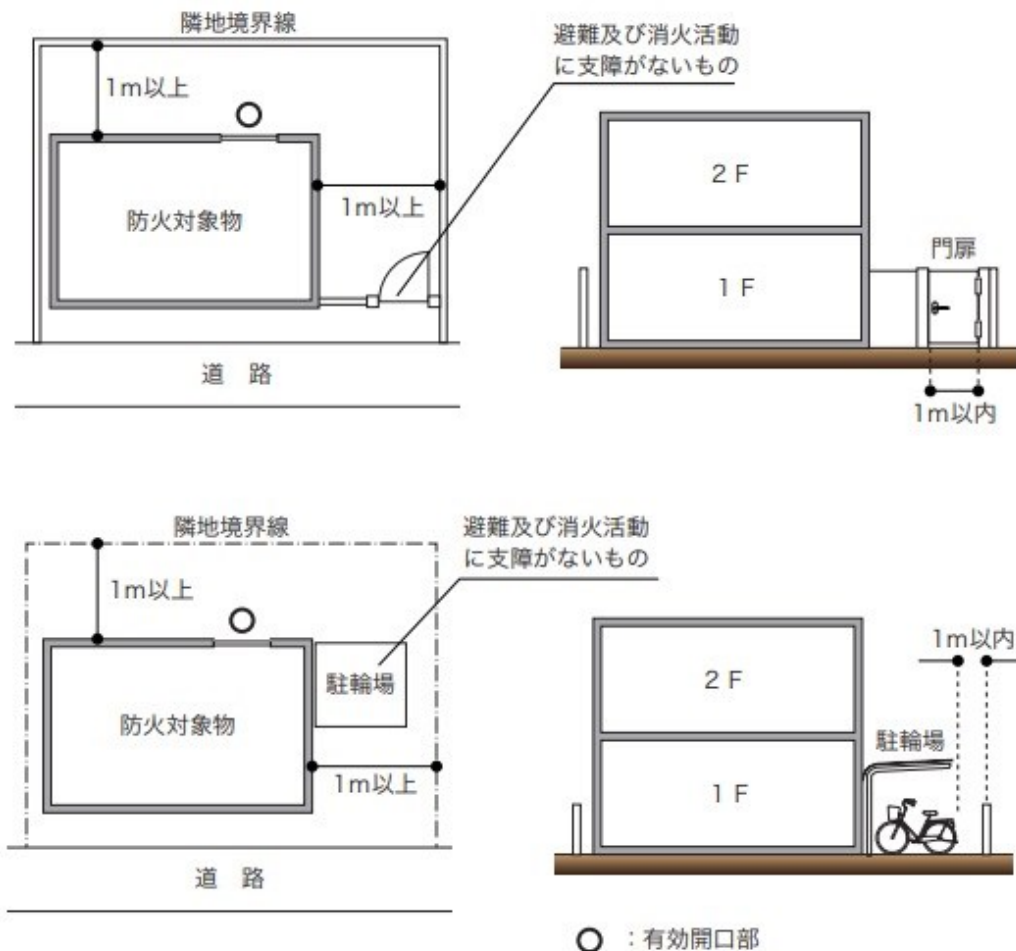 隣地境界線
避難及び消火活動
に支障がないもの
1m以上
防火対象物
1m以上
道 路
2F
1F
門扉
1m以内
隣地境界線
避難及び消火活動
に支障がないもの
1m以上
駐輪場
防火対象物
1m以上
道 路
1m以内
2F
駐輪場
1F
:有効開口部